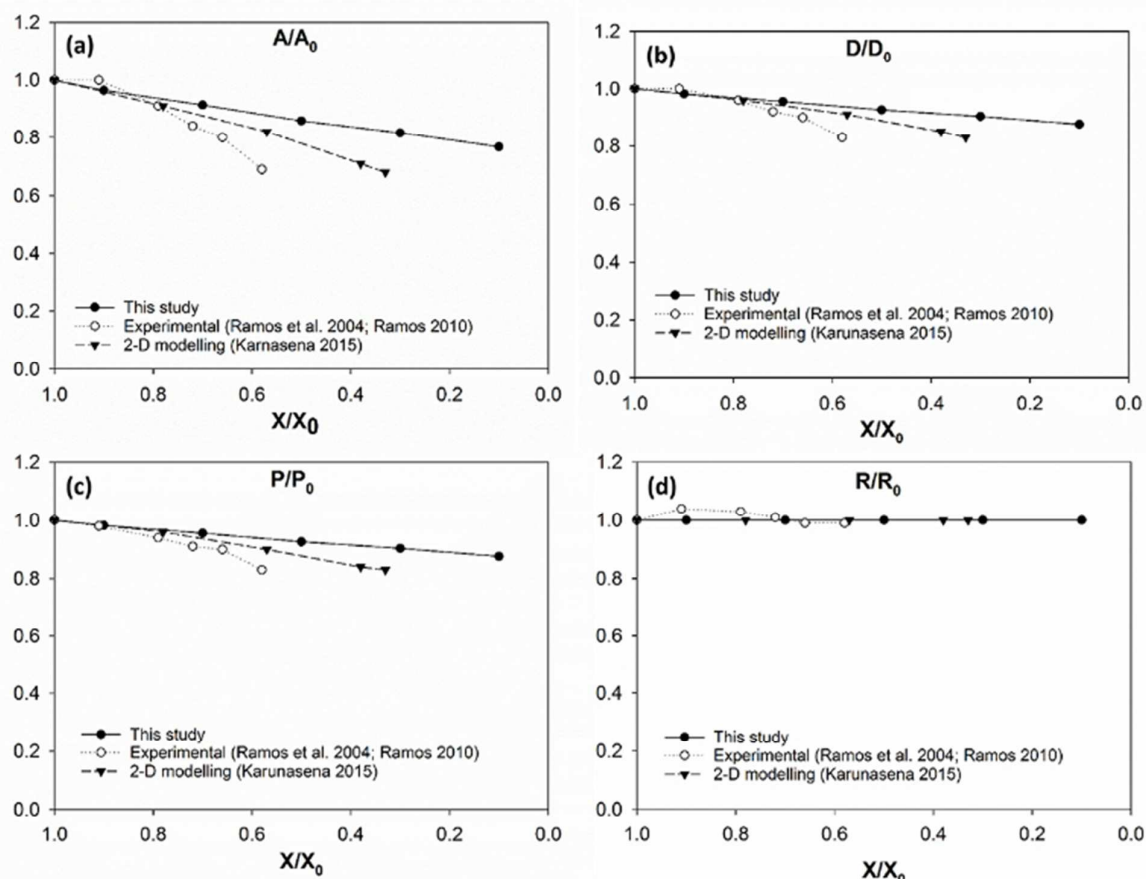 (a)
A/A0
1.2
1.0
0.8
0.6
0.4
0.2
0.0
This study
Experimental (Ramos et al. 2004; Ramos 2010)
2-D modelling (Karnasena 2015)
1.0 0.8 0.6 0.4 0.2 0.0
X/X0
(b)
D/D0
1.2
1.0
0.8
0.6
0.4
0.2
0.0
This study
Experimental (Ramos et al. 2004; Ramos 2010)
2-D modelling (Karunasena 2015)
1.0 0.8 0.6 0.4 0.2 0.0
X/X0
(c)
P/P0
1.2
1.0
0.8
0.6
0.4
0.2
0.0
This study
Experimental (Ramos et al. 2004; Ramos 2010)
2-D modelling (Karunasena 2015)
1.0 0.8 0.6 0.4 0.2 0.0
X/X0
(d)
R/R0
1.2
1.0
0.8
0.6
0.4
0.2
0.0
This study
Experimental (Ramos et al. 2004; Ramos 2010)
2-D modelling (Karunasena 2015)
1.0 0.8 0.6 0.4 0.2 0.0
X/X0